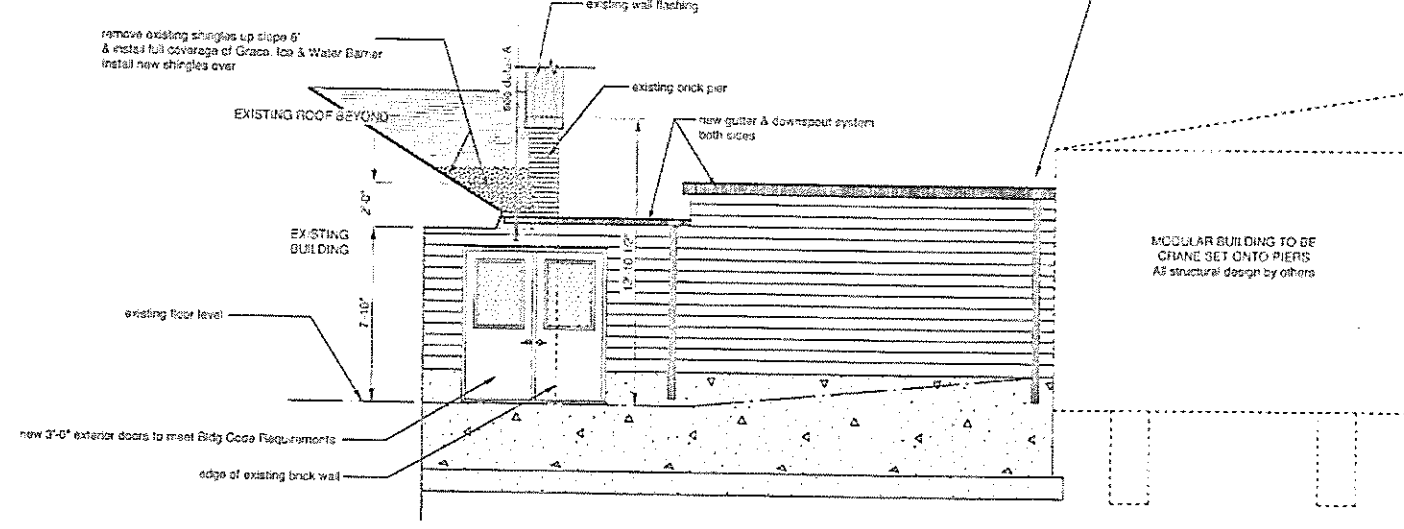 existing wall flashing
remove existing shingles up slope 6'
& install full coverage of Grace, Ice & Water Barrier
install new shingles over
see detail A
existing brick pier
EXISTING ROOF BEYOND
new gutter & downspout system
both sides
2'-0"
EXISTING
BUILDING
12'-10 1/2"
MODULAR BUILDING TO BE
CRANE SET ONTO PIERS
All structural design by others
existing floor level
7'-10"
new 3'-0" exterior doors to meet Bldg Code Requirements
edge of existing brick wall